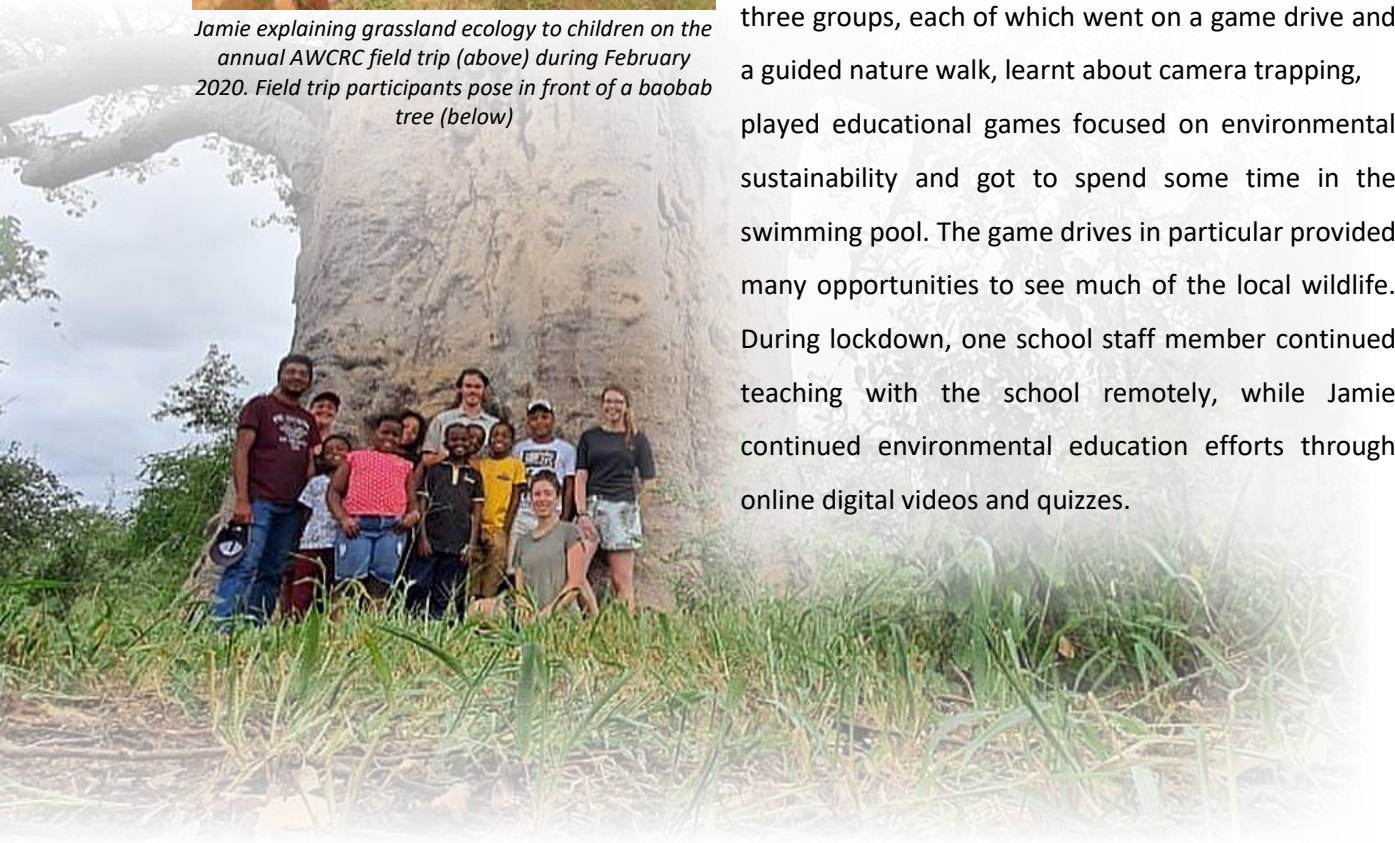 Jamie explaining grassland ecology to children on the
annual AWCRC field trip (above) during February
2020. Field trip participants pose in front of a baobab
tree (below)
three groups, each of which went on a game drive and
a guided nature walk, learnt about camera trapping,
played educational games focused on environmental
sustainability and got to spend some time in the
swimming pool. The game drives in particular provided
many opportunities to see much of the local wildlife.
During lockdown, one school staff member continued
teaching with the school remotely, while Jamie
continued environmental education efforts through
online digital videos and quizzes.